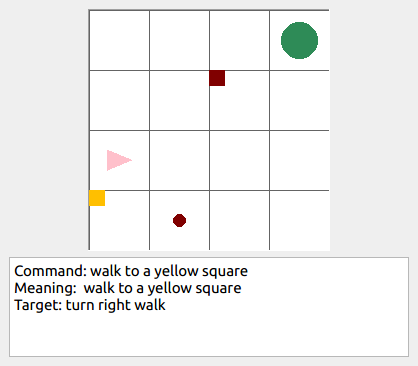 Command: walk to a yellow square
Meaning:  walk to a yellow square
Target: turn right walk